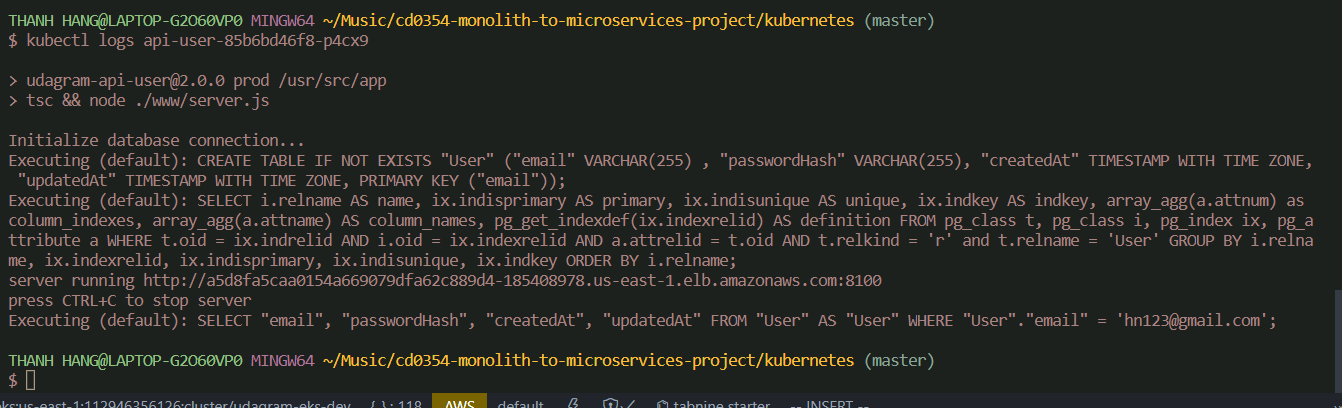 THANH HANG@LAPTOP-G2O60VP0 MINGW64 ~/Music/cd0354-monolith-to-microservices-project/kubernetes (master)
$ kubectl logs api-user-85b6bd46f8-p4cx9
> udagram-api-user@2.0.0 prod /usr/src/app
> tsc && node ./www/server.js
Initialize database connection...
Executing (default): CREATE TABLE IF NOT EXISTS "User" ("email" VARCHAR(255) , "passwordHash" VARCHAR(255), "createdAt" TIMESTAMP WITH TIME ZONE,
"updatedAt" TIMESTAMP WITH TIME ZONE, PRIMARY KEY ("email"));
Executing (default): SELECT i.relname AS name, ix.indisprimary AS primary, ix.indisunique AS unique, ix.indkey AS indkey, array_agg(a.attnum) as
column_indexes, array_agg(a.attname) AS column_names, pg_get_indexdef(ix.indexrelid) AS definition FROM pg_class t, pg_class i, pg_index ix, pg_a
ttribute a WHERE t.oid = ix.indrelid AND i.oid = ix.indexrelid AND a.attrelid = t.oid AND t.relkind = 'r' and t.relname = 'User' GROUP BY i.relna
me, ix.indexrelid, ix.indisprimary, ix.indisunique, ix.indkey ORDER BY i.relname;
server running http://a5d8fa5caa0154a669079dfa62c889d4-185408978.us-east-1.elb.amazonaws.com:8100
press CTRL+C to stop server
Executing (default): SELECT "email", "passwordHash", "createdAt", "updatedAt" FROM "User" AS "User" WHERE "User"."email" = 'hn123@gmail.com';
THANH HANG@LAPTOP-G2O60VP0 MINGW64 ~/Music/cd0354-monolith-to-microservices-project/kubernetes (master)
$
ks:us-east-1:112946356126:cluster/udagram-eks-dev { } : 118 AWS default tabnine starter -- INSERT --